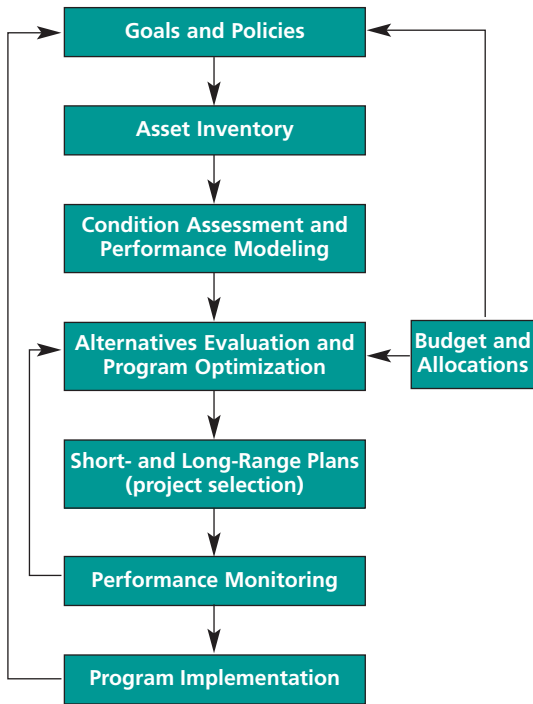 Goals and Policies
Asset Inventory
Condition Assessment and
Performance Modeling
Alternatives Evaluation and
Program Optimization
Budget and
Allocations
Short- and Long-Range Plans
(project selection)
Performance Monitoring
Program Implementation